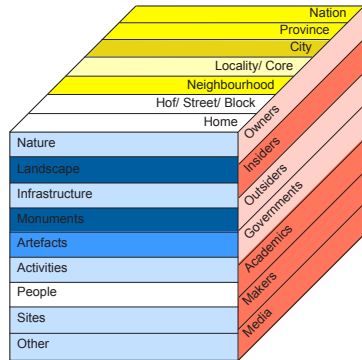 Nation
Province
City
Locality/ Core
Neighbourhood
Hof/ Street/ Block
Home
Nature
Landscape
Infrastructure
Monuments
Artefacts
Activities
People
Sites
Other
Owners
Insiders
Outsiders
Governments
Academics
Makers
Media